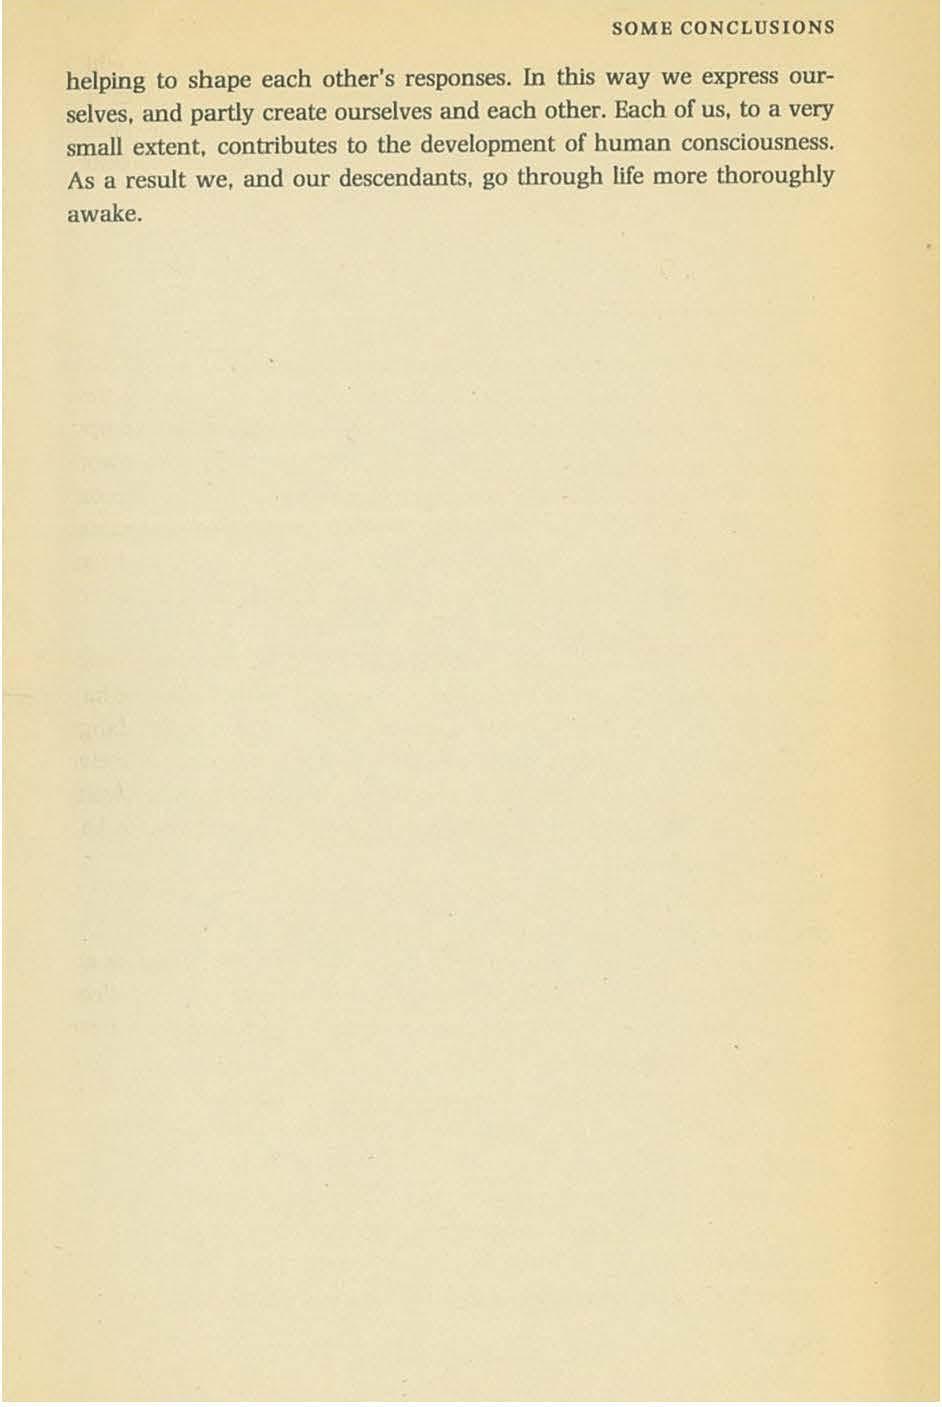 SOME CONCLUSIONS
helping to shape each other's responses. In this way we express our-
selves, and partly create ourselves and each other. Each of us, to a very
small extent, contributes to the development of human consciousness.
As a result we, and our descendants, go through life more thoroughly
awake.